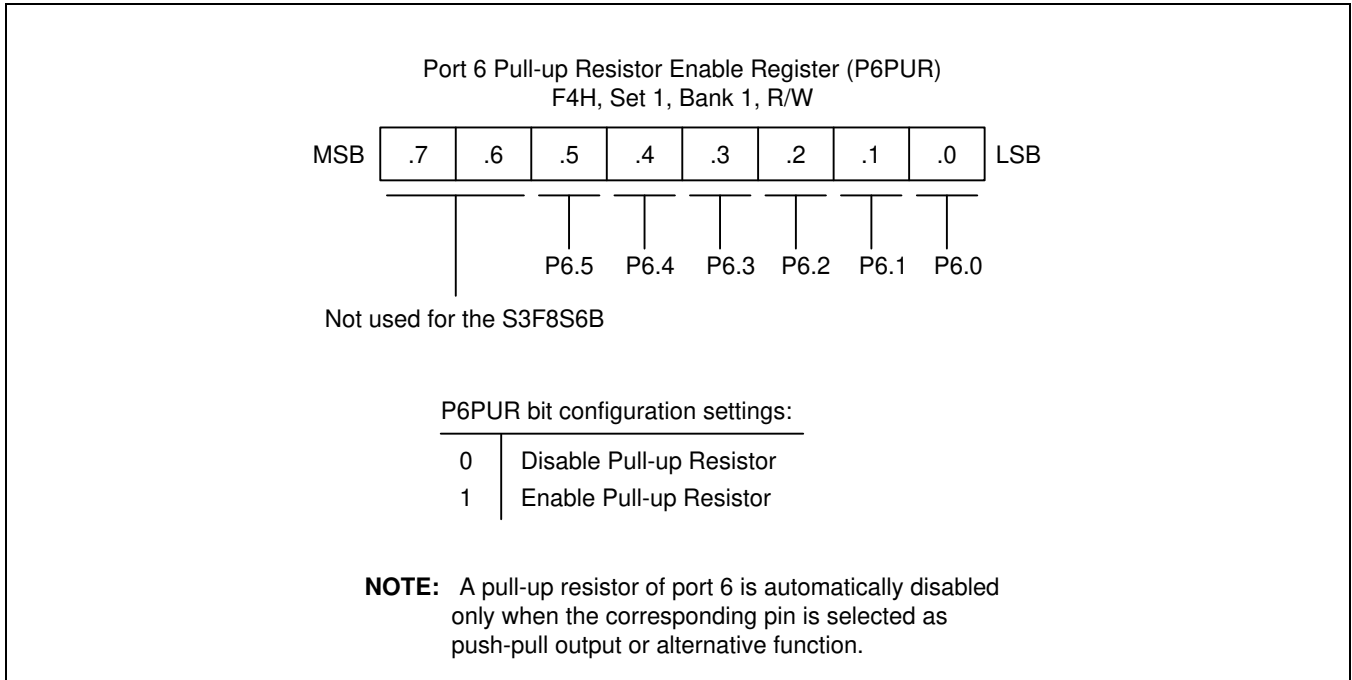 Port 6 Pull-up Resistor Enable Register (P6PUR)
F4H, Set 1, Bank 1, R/W
MSB .7 .6 .5 .4 .3 .2 .1 .0 LSB
P6.5 P6.4 P6.3 P6.2 P6.1 P6.0
Not used for the S3F8S6B
P6PUR bit configuration settings:
0 Disable Pull-up Resistor
1 Enable Pull-up Resistor
NOTE: A pull-up resistor of port 6 is automatically disabled
only when the corresponding pin is selected as
push-pull output or alternative function.